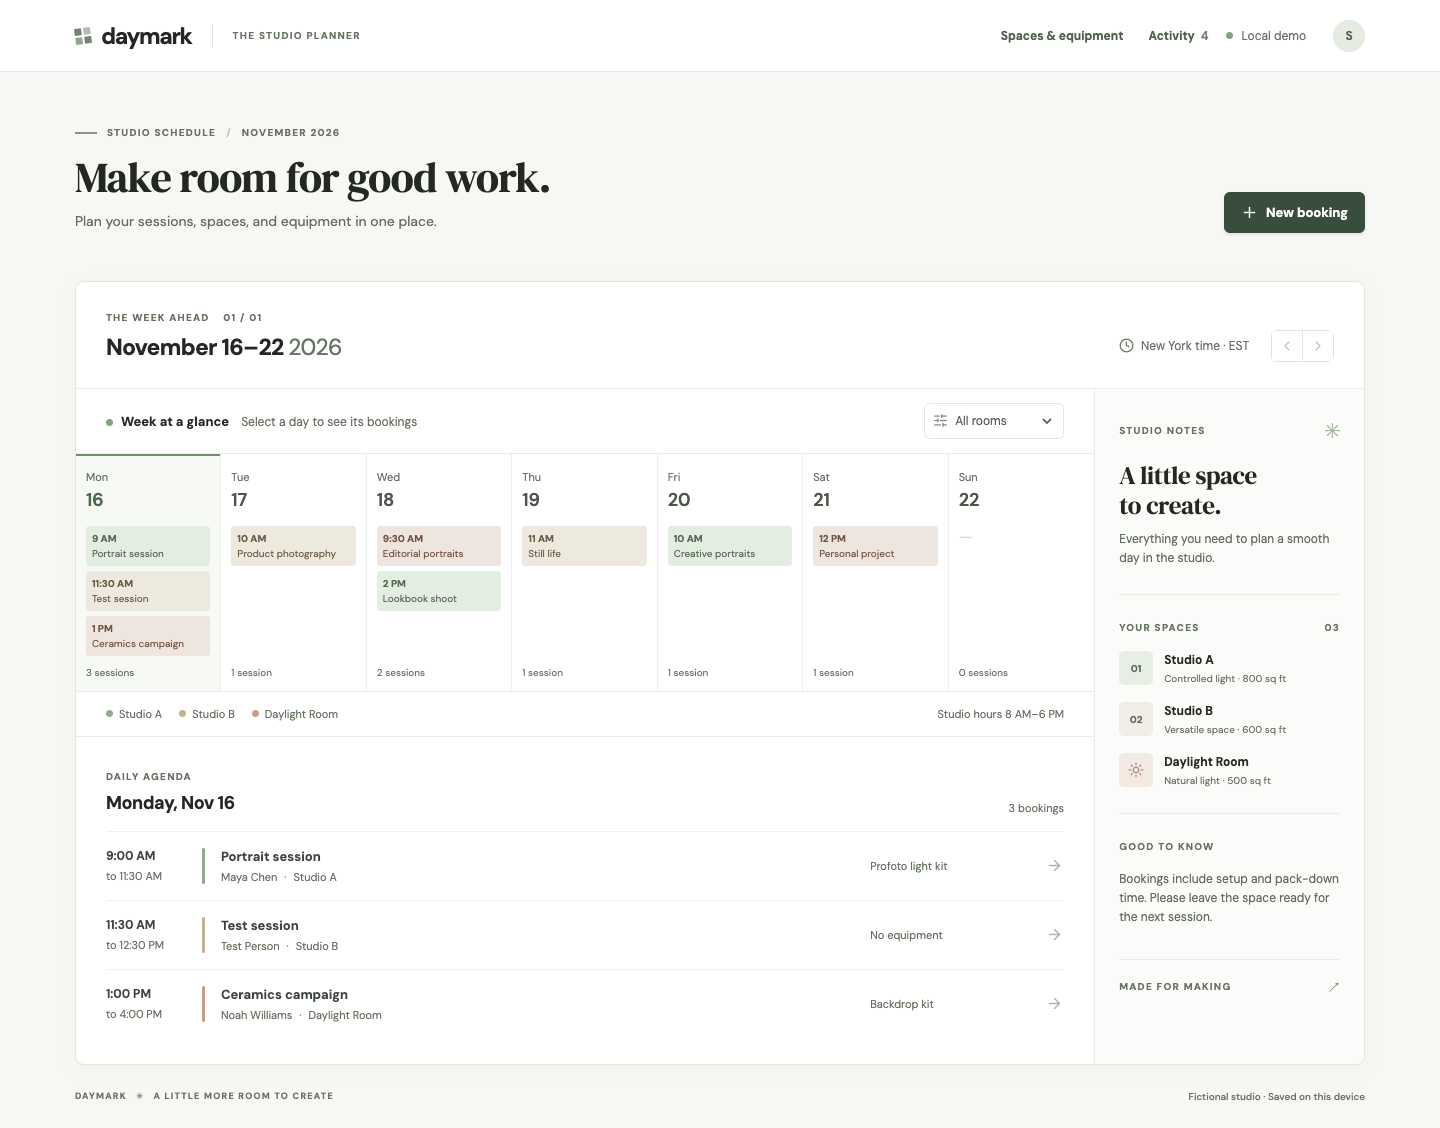 daymark
THE STUDIO PLANNER
Spaces & equipment
Activity 4
Local demo
S
STUDIO SCHEDULE / NOVEMBER 2026
Make room for good work.
Plan your sessions, spaces, and equipment in one place.
New booking
THE WEEK AHEAD 01 / 01
November 16–22 2026
New York time · EST
Week at a glance Select a day to see its bookings
All rooms
Mon
16
9 AM
Portrait session
11:30 AM
Test session
1 PM
Ceramics campaign
3 sessions
Tue
17
10 AM
Product photography
1 session
Wed
18
9:30 AM
Editorial portraits
2 PM
Lookbook shoot
2 sessions
Thu
19
11 AM
Still life
1 session
Fri
20
10 AM
Creative portraits
1 session
Sat
21
12 PM
Personal project
1 session
Sun
22
—
0 sessions
Studio A
Studio B
Daylight Room
Studio hours 8 AM–6 PM
DAILY AGENDA
Monday, Nov 16
3 bookings
9:00 AM
to 11:30 AM
Portrait session
Maya Chen · Studio A
Profoto light kit
11:30 AM
to 12:30 PM
Test session
Test Person · Studio B
No equipment
1:00 PM
to 4:00 PM
Ceramics campaign
Noah Williams · Daylight Room
Backdrop kit
STUDIO NOTES
A little space
to create.
Everything you need to plan a smooth
day in the studio.
YOUR SPACES 03
01
Studio A
Controlled light · 800 sq ft
02
Studio B
Versatile space · 600 sq ft
Daylight Room
Natural light · 500 sq ft
GOOD TO KNOW
Bookings include setup and pack-down
time. Please leave the space ready for
the next session.
MADE FOR MAKING
DAYMARK ✳ A LITTLE MORE ROOM TO CREATE
Fictional studio · Saved on this device